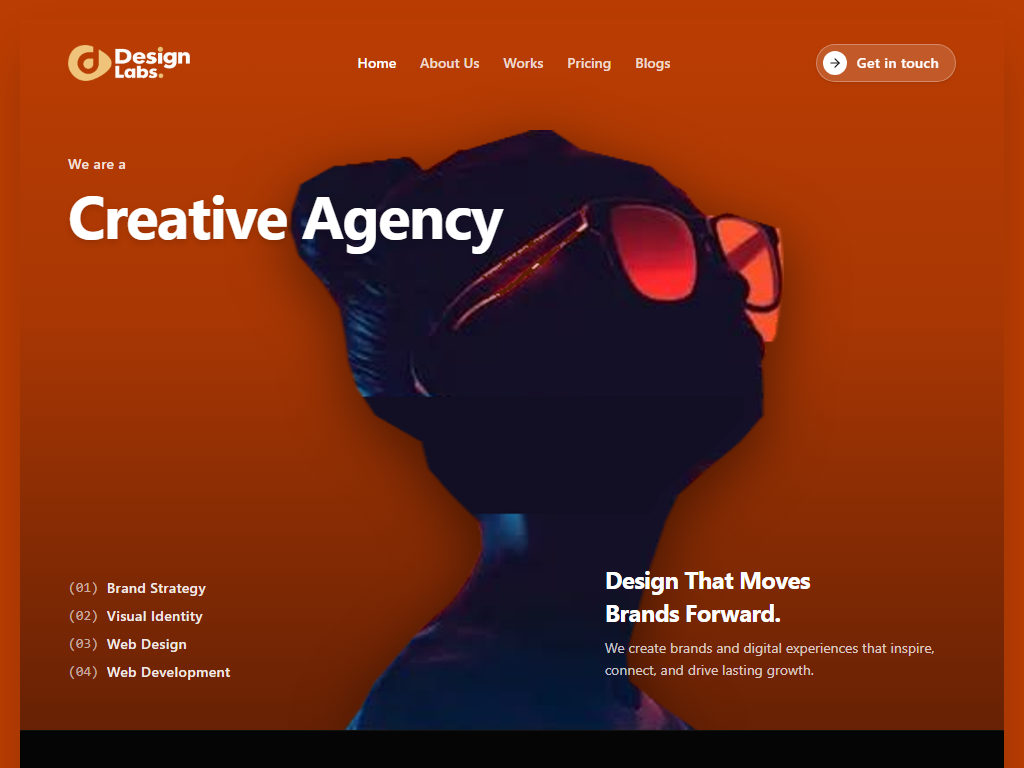 Design
Labs.
Home
About Us
Works
Pricing
Blogs
Get in touch
We are a
Creative Agency
(01) Brand Strategy
(02) Visual Identity
(03) Web Design
(04) Web Development
Design That Moves
Brands Forward.
We create brands and digital experiences that inspire,
connect, and drive lasting growth.